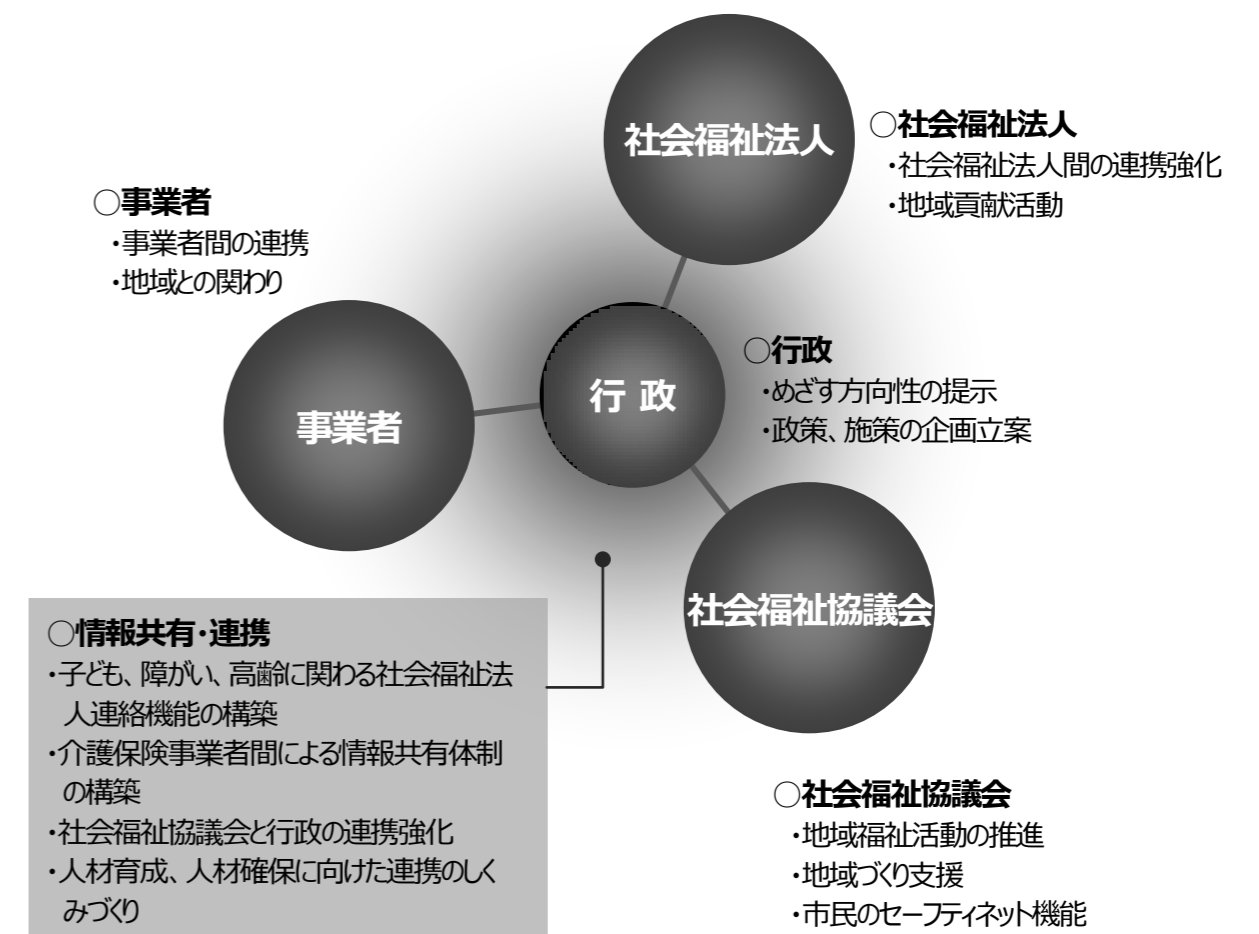 社会福祉法人
○社会福祉法人
・社会福祉法人間の連携強化
・地域貢献活動
○事業者
・事業者間の連携
・地域との関わり
事業者
行 政
○行政
・めざす方向性の提示
・政策、施策の企画立案
社会福祉協議会
○情報共有・連携
・子ども、障がい、高齢に関わる社会福祉法
人連絡機能の構築
・介護保険事業者間による情報共有体制
の構築
・社会福祉協議会と行政の連携強化
・人材育成、人材確保に向けた連携のしく
みづくり
○社会福祉協議会
・地域福祉活動の推進
・地域づくり支援
・市民のセーフティネット機能